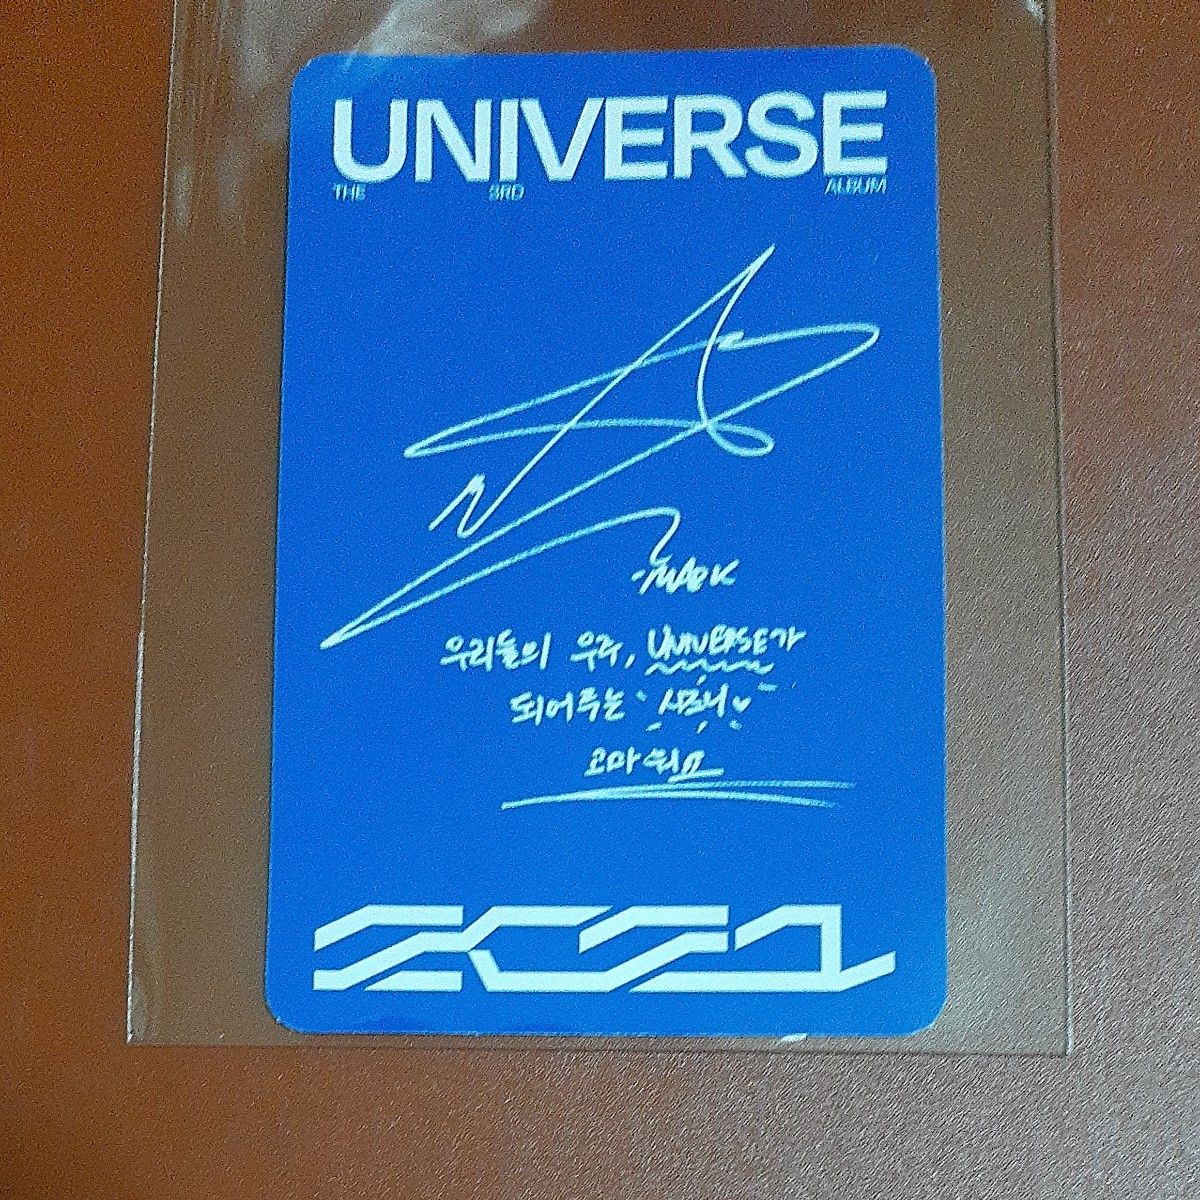 UNIVERSE
THE 3RD ALBUM
-MARK
우리들의 우주, UNIVERSE가
되어주는 시즈니♥
고마워요
2021